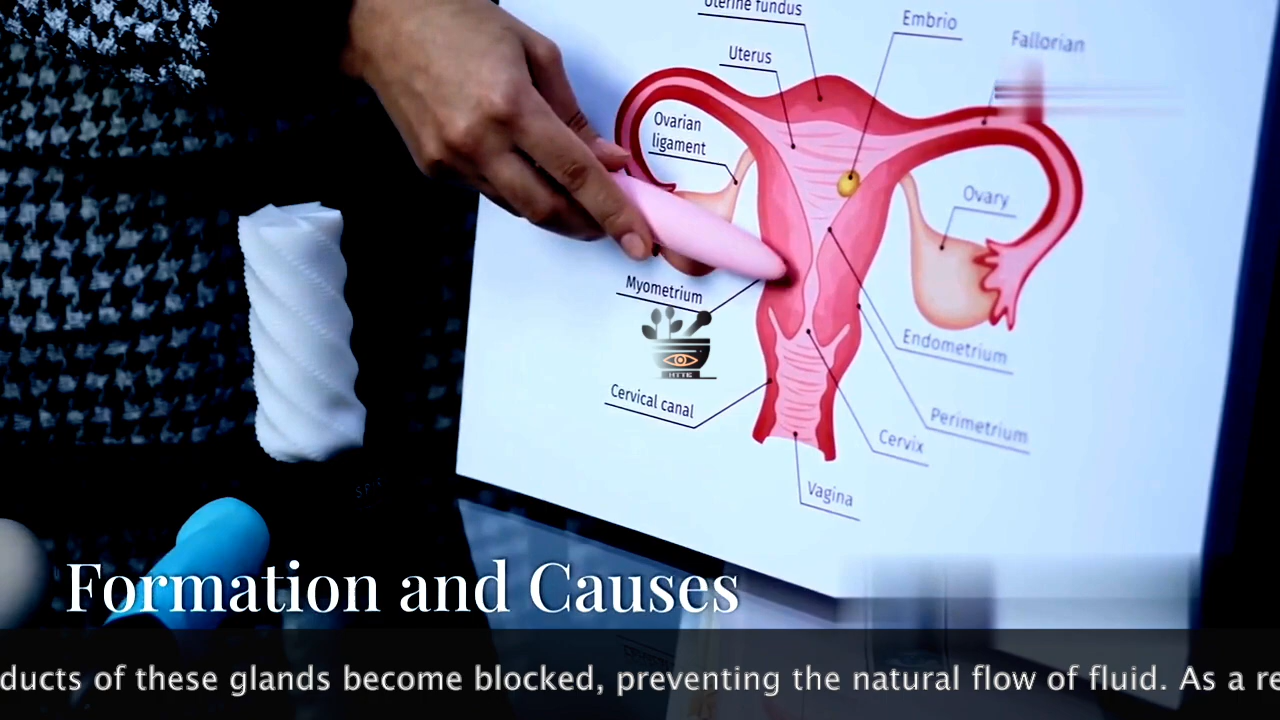 Uterine fundus
Embrio
Fallorian
Uterus
Ovarian
ligament
Ovary
Myometrium
HTTK
Endometrium
Cervical canal
Perimetrium
Cervix
Vagina
Formation and Causes
ducts of these glands become blocked, preventing the natural flow of fluid. As a re